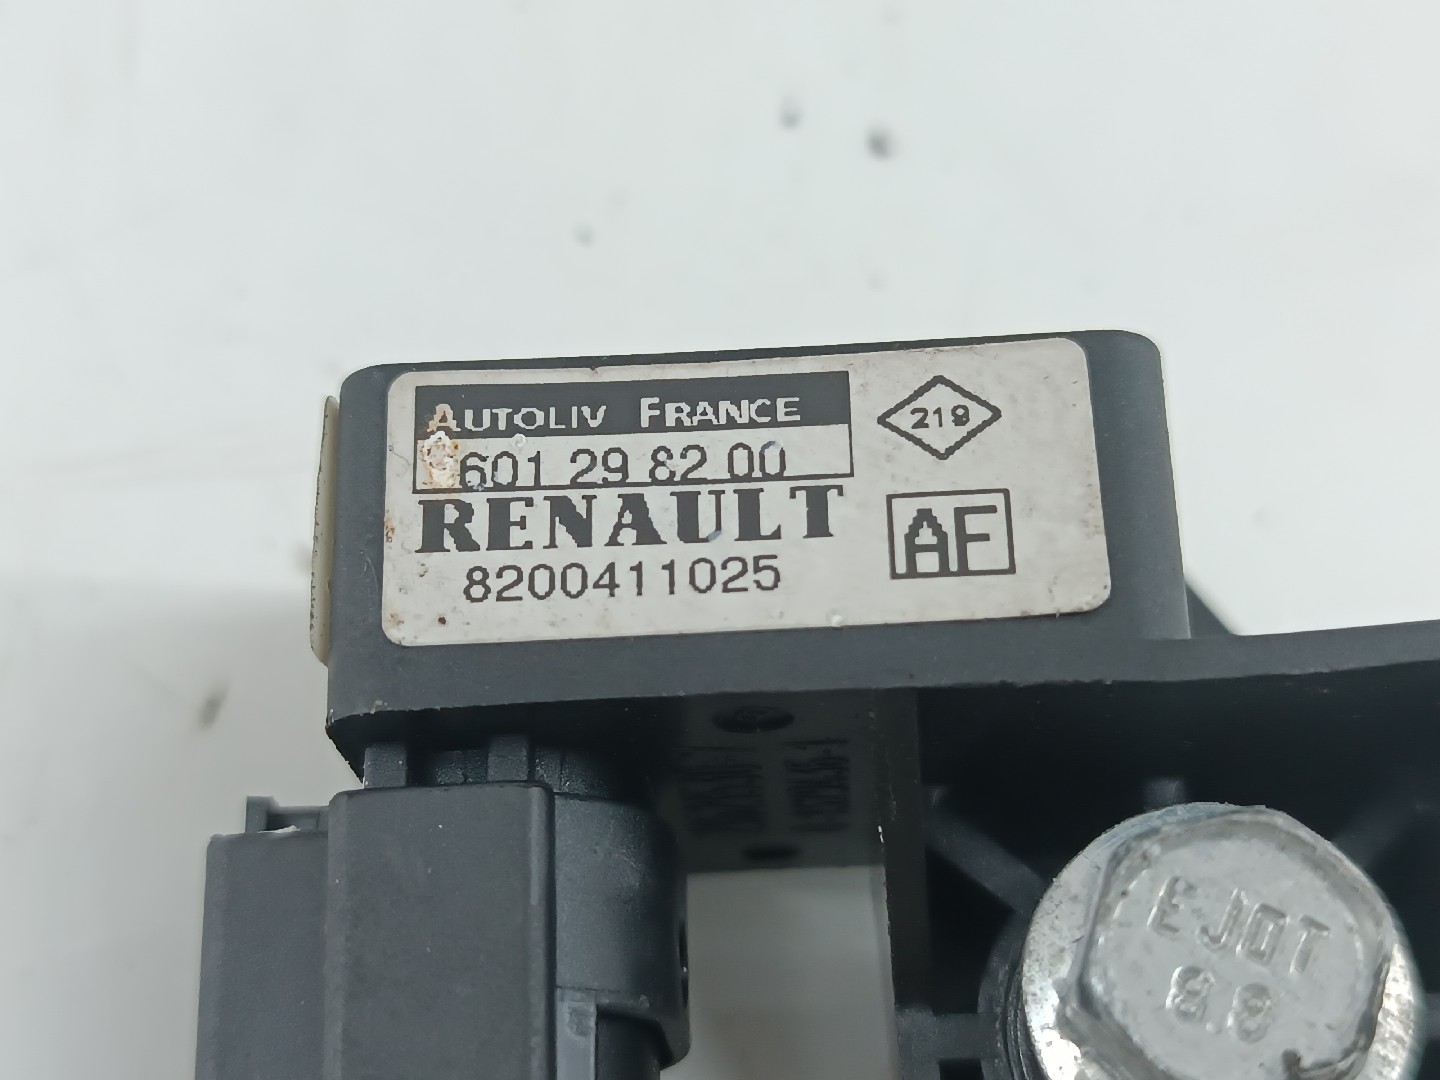 AUTOLIV FRANCE
601 29 82 00
RENAULT
8200411025
219
AF
EJOT
8.8